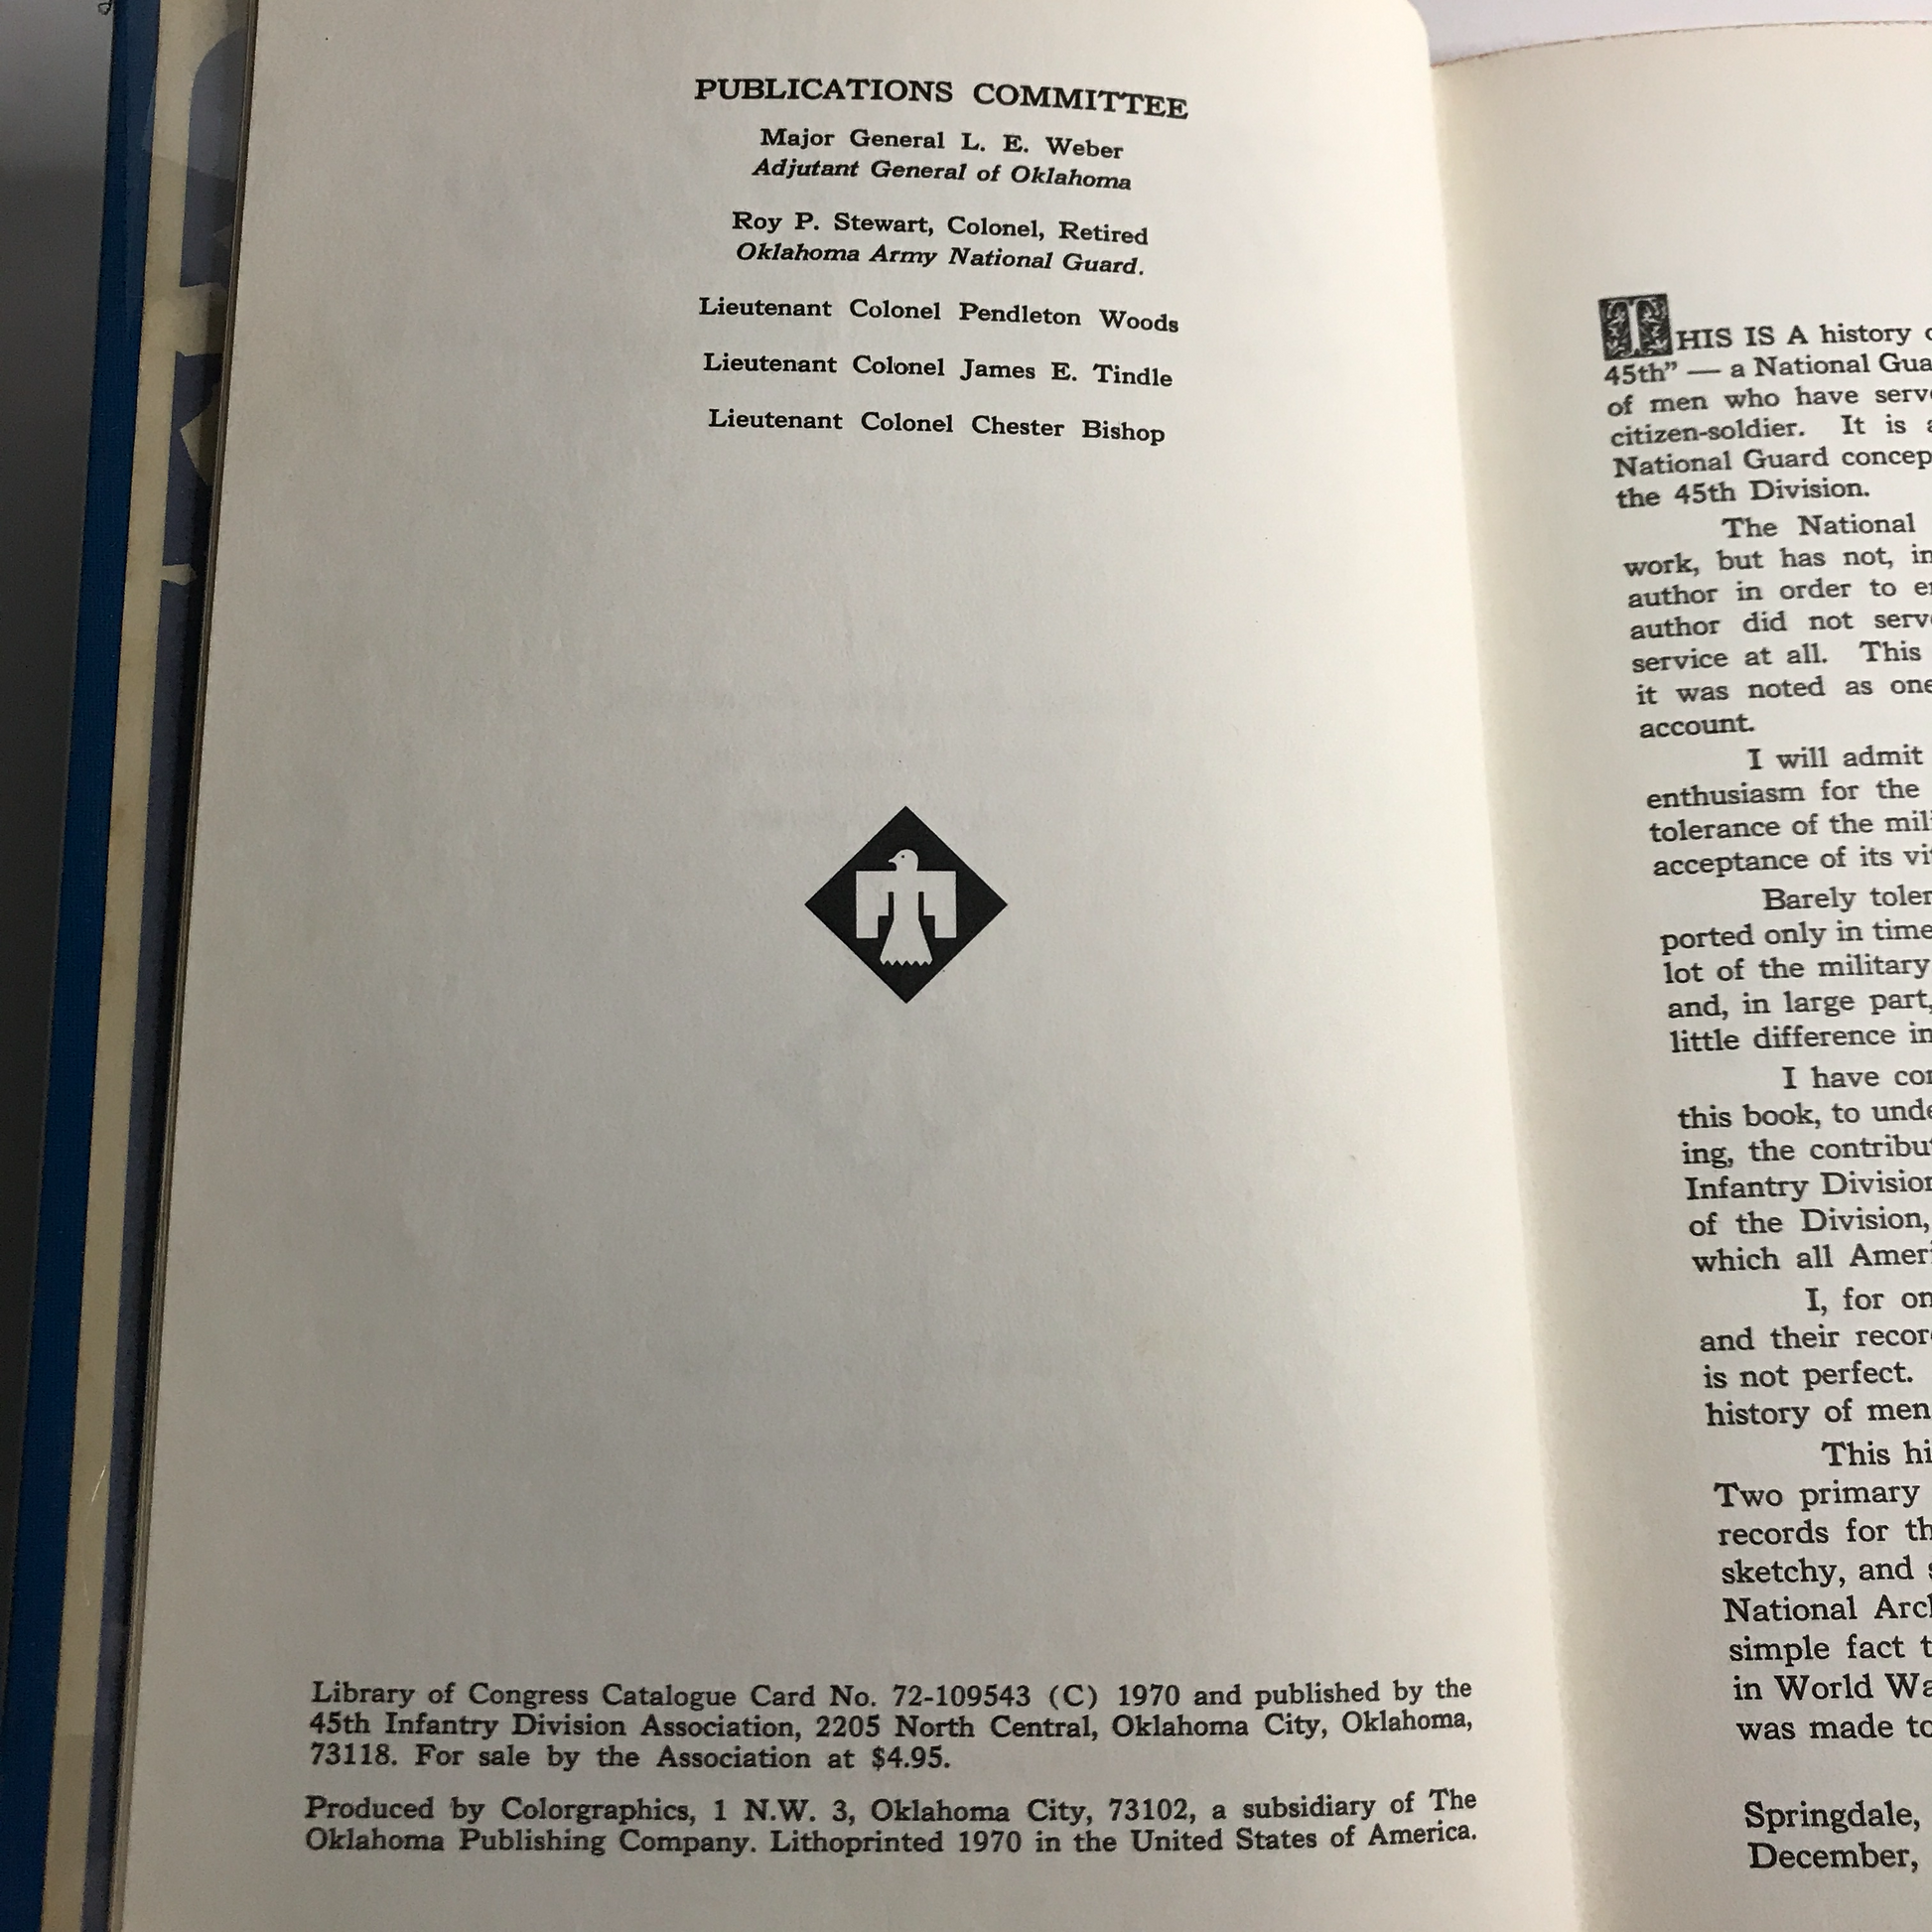 PUBLICATIONS COMMITTEE
Major General L. E. Weber
Adjutant General of Oklahoma
Roy P. Stewart, Colonel, Retired
Oklahoma Army National Guard.
Lieutenant Colonel Pendleton Woods
Lieutenant Colonel James E. Tindle
Lieutenant Colonel Chester Bishop
Library of Congress Catalogue Card No. 72-109543 (C) 1970 and published by the
45th Infantry Division Association, 2205 North Central, Oklahoma City, Oklahoma,
73118. For sale by the Association at $4.95.
Produced by Colorgraphics, 1 N.W. 3, Oklahoma City, 73102, a subsidiary of The
Oklahoma Publishing Company. Lithoprinted 1970 in the United States of America.
THIS IS A history
45th” — a National
of men who have
citizen-soldier. It is
National Guard
the 45th Division.
The National
work, but has not,
author in order to
author did not
service at all. This
it was noted as one
account.
I will admit
enthusiasm for the
tolerance of the
acceptance of its
Barely
ported only in
lot of the military
and, in large part,
little difference in
I have
this book, to
ing, the
Infantry Division
of the Division,
which all
I, for
and their
is not perfect.
history of men
This
Two primary
records for
sketchy, and
National
simple fact
in World
was made to
Springdale,
December,